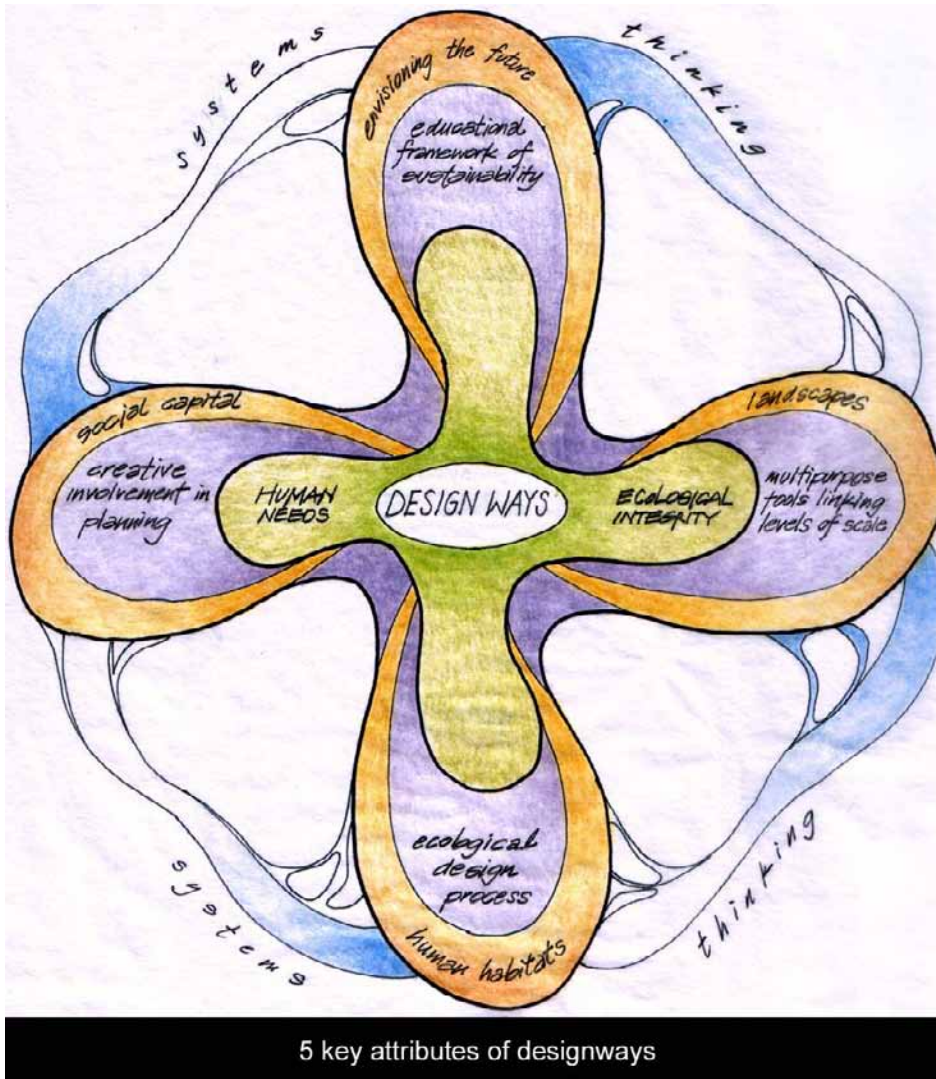 systems
thinking
envisioning the future
educational
framework of
sustainability
social capital
creative
involvement in
planning
HUMAN
NEEDS
DESIGN WAYS
ECOLOGICAL
INTEGRITY
landscapes
multipurpose
tools linking
levels of scale
ecological
design
process
human habitats
systems
thinking
5 key attributes of designways